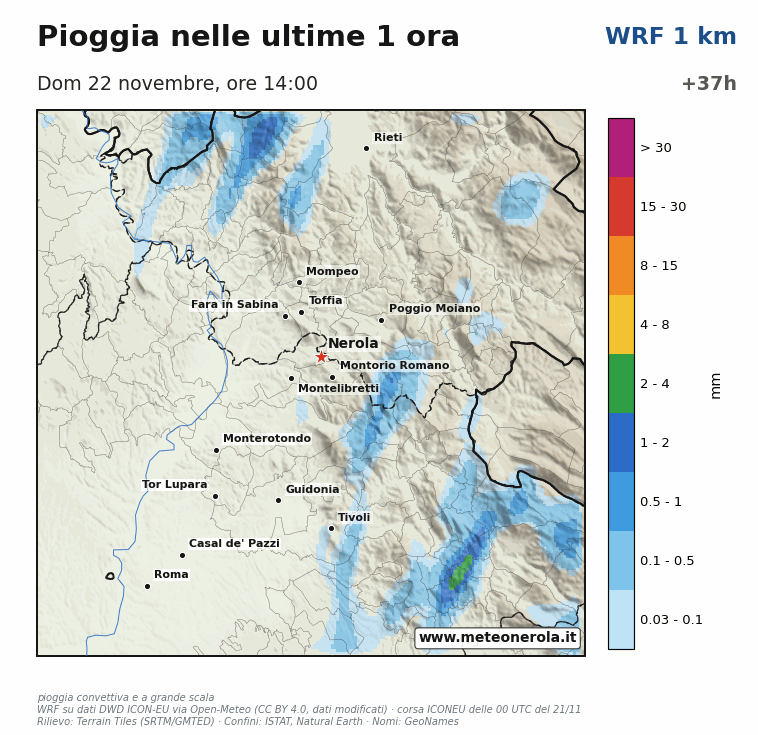 Pioggia nelle ultime 1 ora
WRF 1 km
Dom 22 novembre, ore 14:00
+37h
Rieti
Mompeo
Fara in Sabina
Toffia
Poggio Moiano
Nerola
Montorio Romano
Montelibretti
Monterotondo
Tor Lupara
Guidonia
Tivoli
Casal de' Pazzi
Roma
www.meteonerola.it
> 30
15 - 30
8 - 15
4 - 8
2 - 4
1 - 2
0.5 - 1
0.1 - 0.5
0.03 - 0.1
mm
pioggia convettiva e a grande scala
WRF su dati DWD ICON-EU via Open-Meteo (CC BY 4.0, dati modificati) · corsa ICONEU delle 00 UTC del 21/11
Rilievo: Terrain Tiles (SRTM/GMTED) · Confini: ISTAT, Natural Earth · Nomi: GeoNames